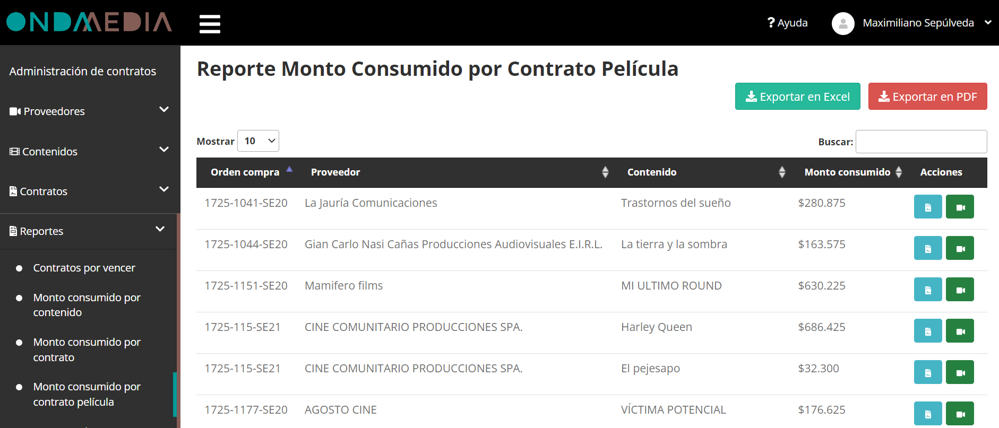 ONDAMEDIA
Ayuda
Maximiliano Sepúlveda
Administración de contratos
Proveedores
Contenidos
Contratos
Reportes
Contratos por vencer
Monto consumido por
contenido
Monto consumido por
contrato
Monto consumido por
contrato película
Reporte Monto Consumido por Contrato Película
Exportar en Excel
Exportar en PDF
Mostrar 10
Buscar:
Orden compra Proveedor Contenido Monto consumido Acciones
1725-1041-SE20 La Jauría Comunicaciones Trastornos del sueño $280.875
1725-1044-SE20 Gian Carlo Nasi Cañas Producciones Audiovisuales E.I.R.L. La tierra y la sombra $163.575
1725-1151-SE20 Mamifero films MI ULTIMO ROUND $630.225
1725-115-SE21 CINE COMUNITARIO PRODUCCIONES SPA. Harley Queen $686.425
1725-115-SE21 CINE COMUNITARIO PRODUCCIONES SPA. El pejesapo $32.300
1725-1177-SE20 AGOSTO CINE VÍCTIMA POTENCIAL $176.625